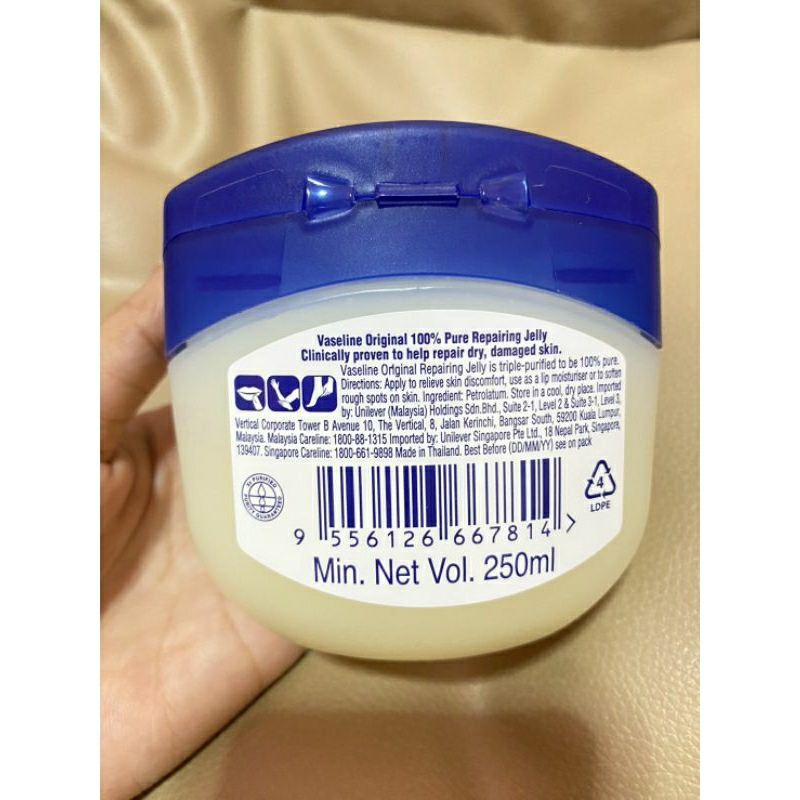 Vaseline Original 100% Pure Repairing Jelly
Clinically proven to help repair dry, damaged skin.
Vaseline Original Repairing Jelly is triple-purified to be 100% pure.
Directions: Apply to relieve skin discomfort, use as a lip moisturiser or to soften
rough spots on skin. Ingredient: Petrolatum. Store in a cool, dry place. Imported
by: Unilever (Malaysia) Holdings Sdn.Bhd., Suite 2-1, Level 2 & Suite 3-1, Level 3,
Vertical Corporate Tower B Avenue 10, The Vertical, 8, Jalan Kerinchi, Bangsar South, 59200 Kuala Lumpur,
Malaysia. Malaysia Careline: 1800-88-1315 Imported by: Unilever Singapore Pte Ltd., 18 Nepal Park, Singapore,
139407. Singapore Careline: 1800-661-9898 Made in Thailand. Best Before (DD/MM/YY) see on pack
3x PURIFIED
PURITY GUARANTEED
4
LDPE
9 556126 667814 >
Min. Net Vol. 250ml